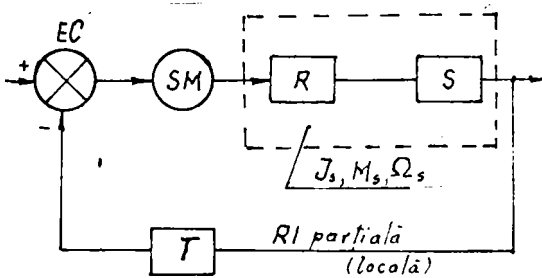 EC
+
SM
R
S
-
J_s, M_s, Ω_s
T
RI parțială
(locală)